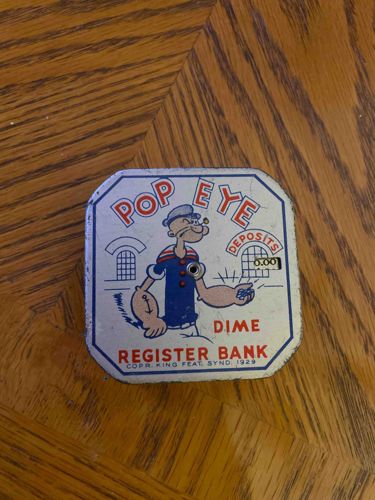 POP EYE
DEPOSITS
0.00
DIME
REGISTER BANK
COPR. KING FEAT. SYND. 1929